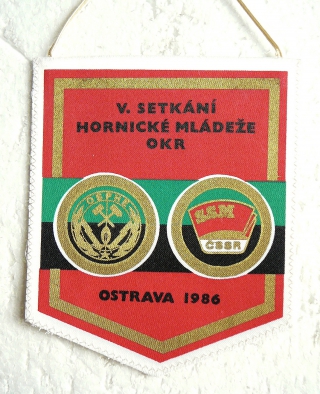 V. SETKÁNÍ
HORNICKÉ MLÁDEŽE
OKR
SSM
ČSSR
OSTRAVA 1986